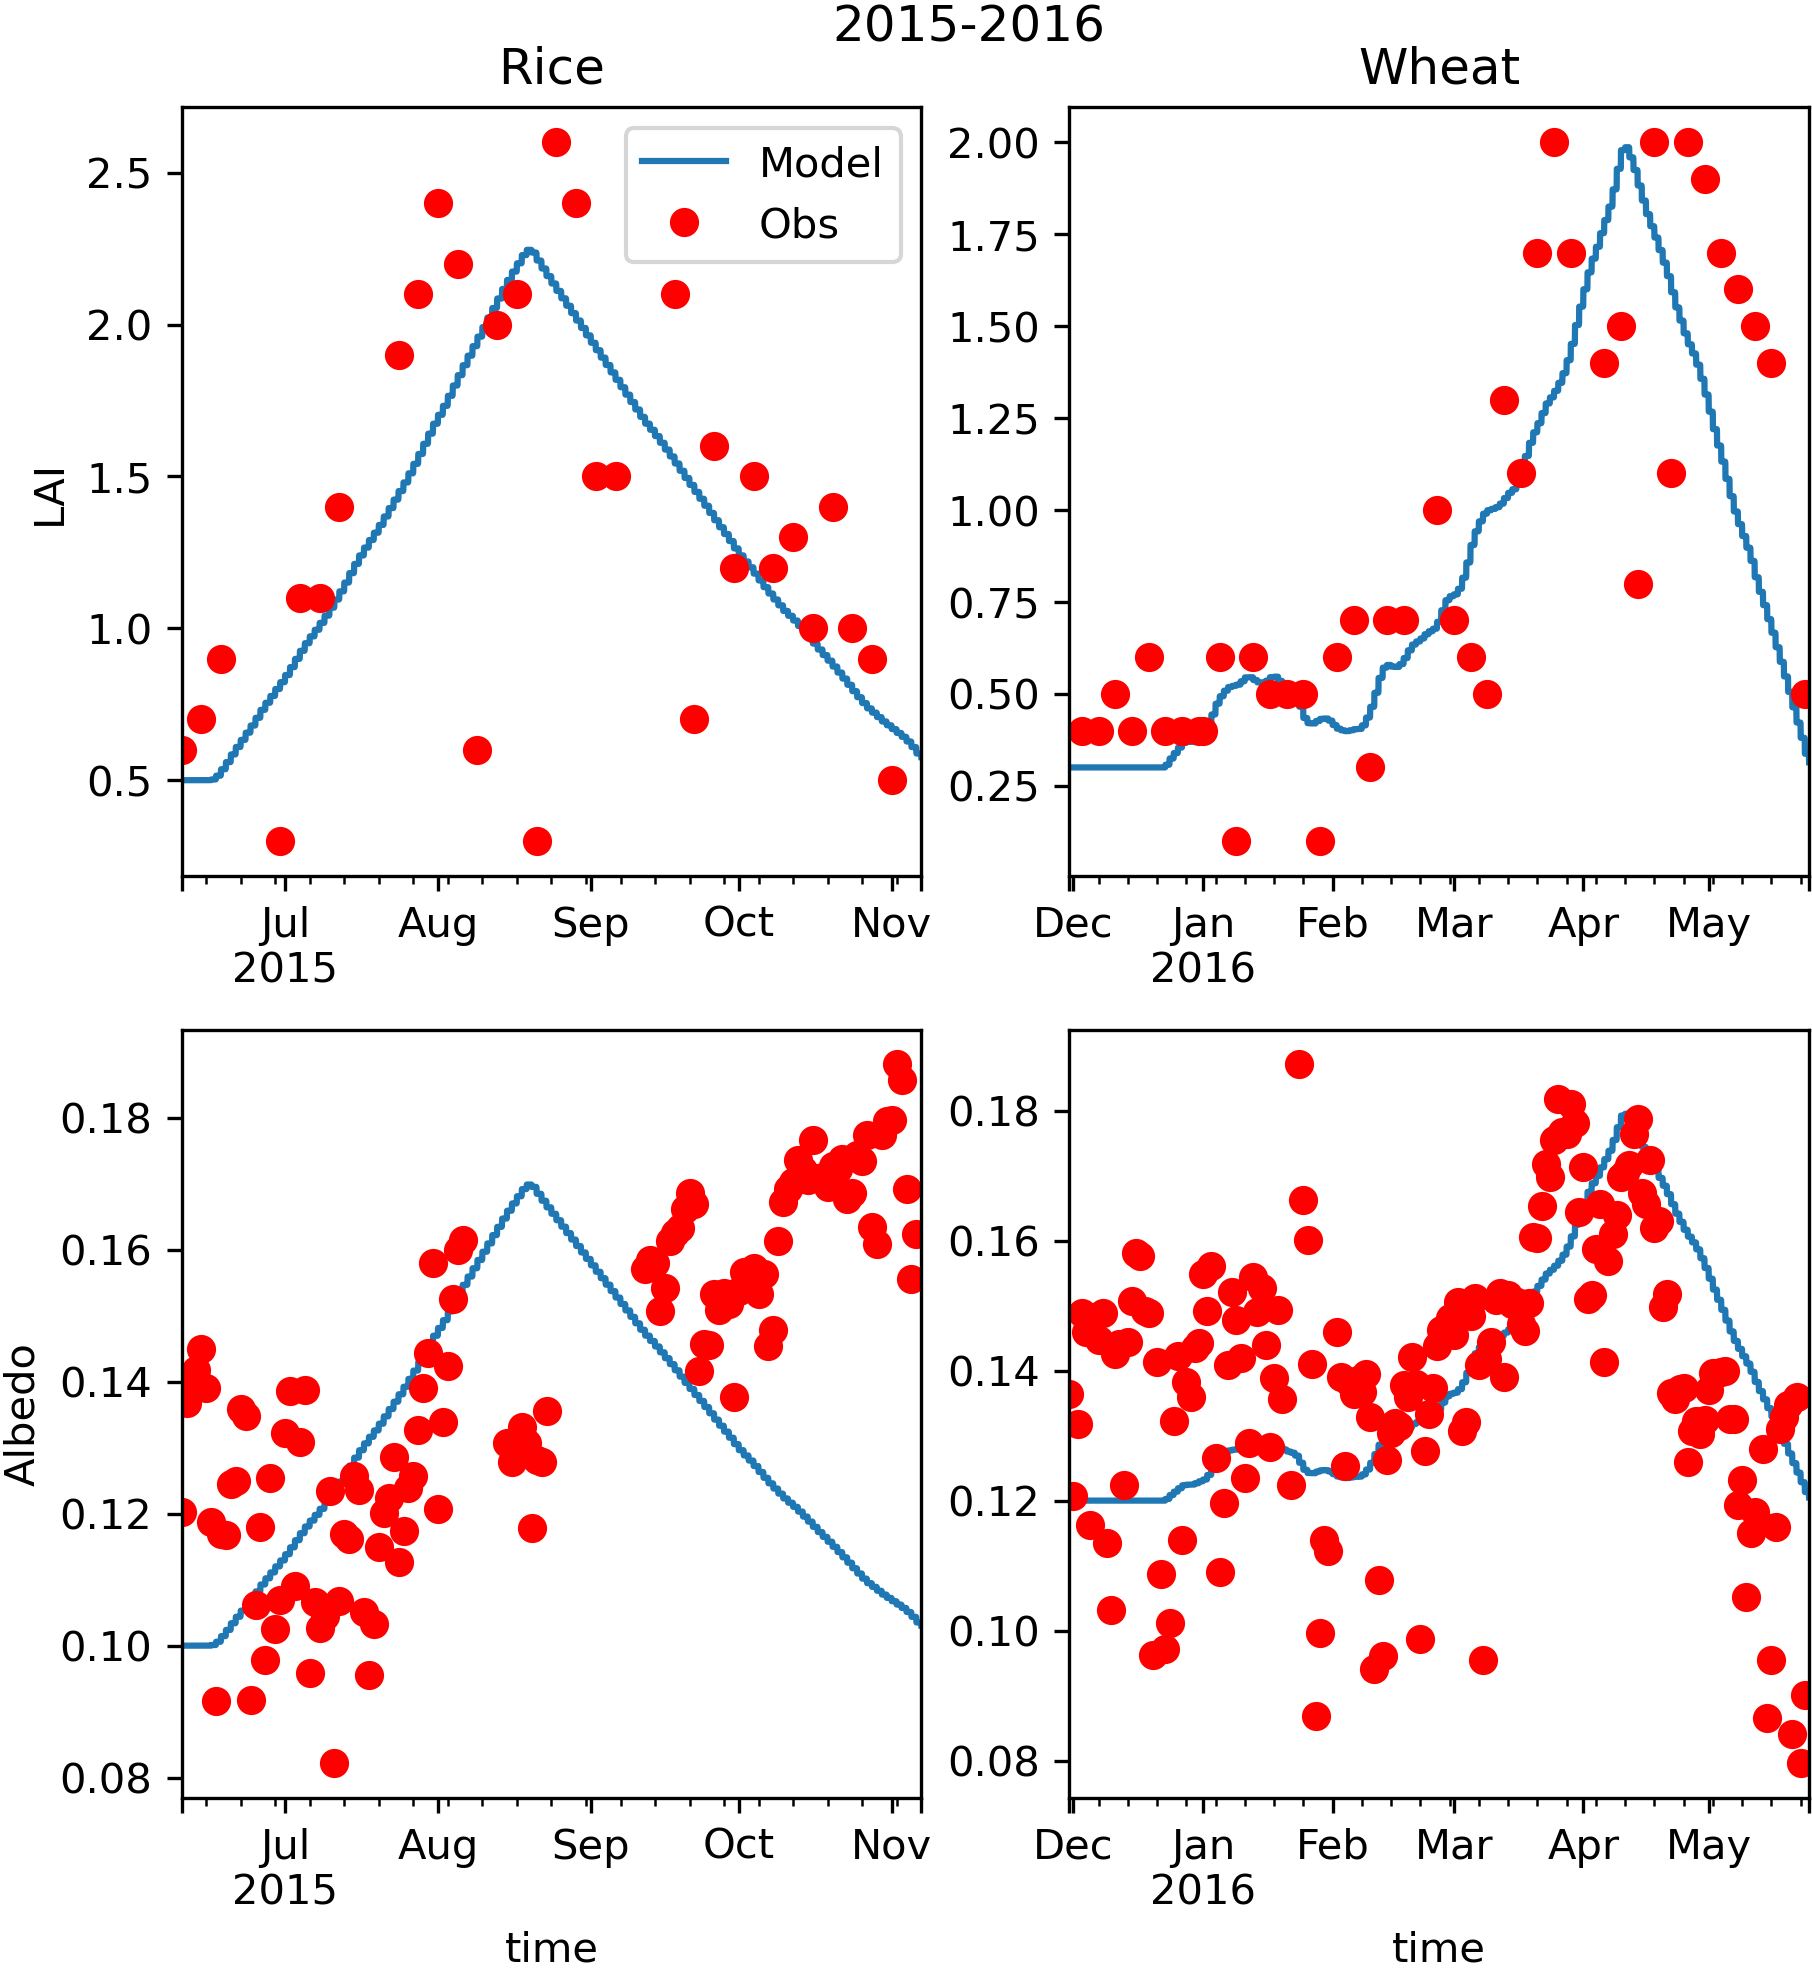 2015-2016
Rice
Wheat
LAI
2.5
2.0
1.5
1.0
0.5
Model
Obs
Jul Aug Sep Oct Nov
2015
2.00
1.75
1.50
1.25
1.00
0.75
0.50
0.25
Dec Jan Feb Mar Apr May
2016
Albedo
0.18
0.16
0.14
0.12
0.10
0.08
Jul Aug Sep Oct Nov
2015
time
0.18
0.16
0.14
0.12
0.10
0.08
Dec Jan Feb Mar Apr May
2016
time